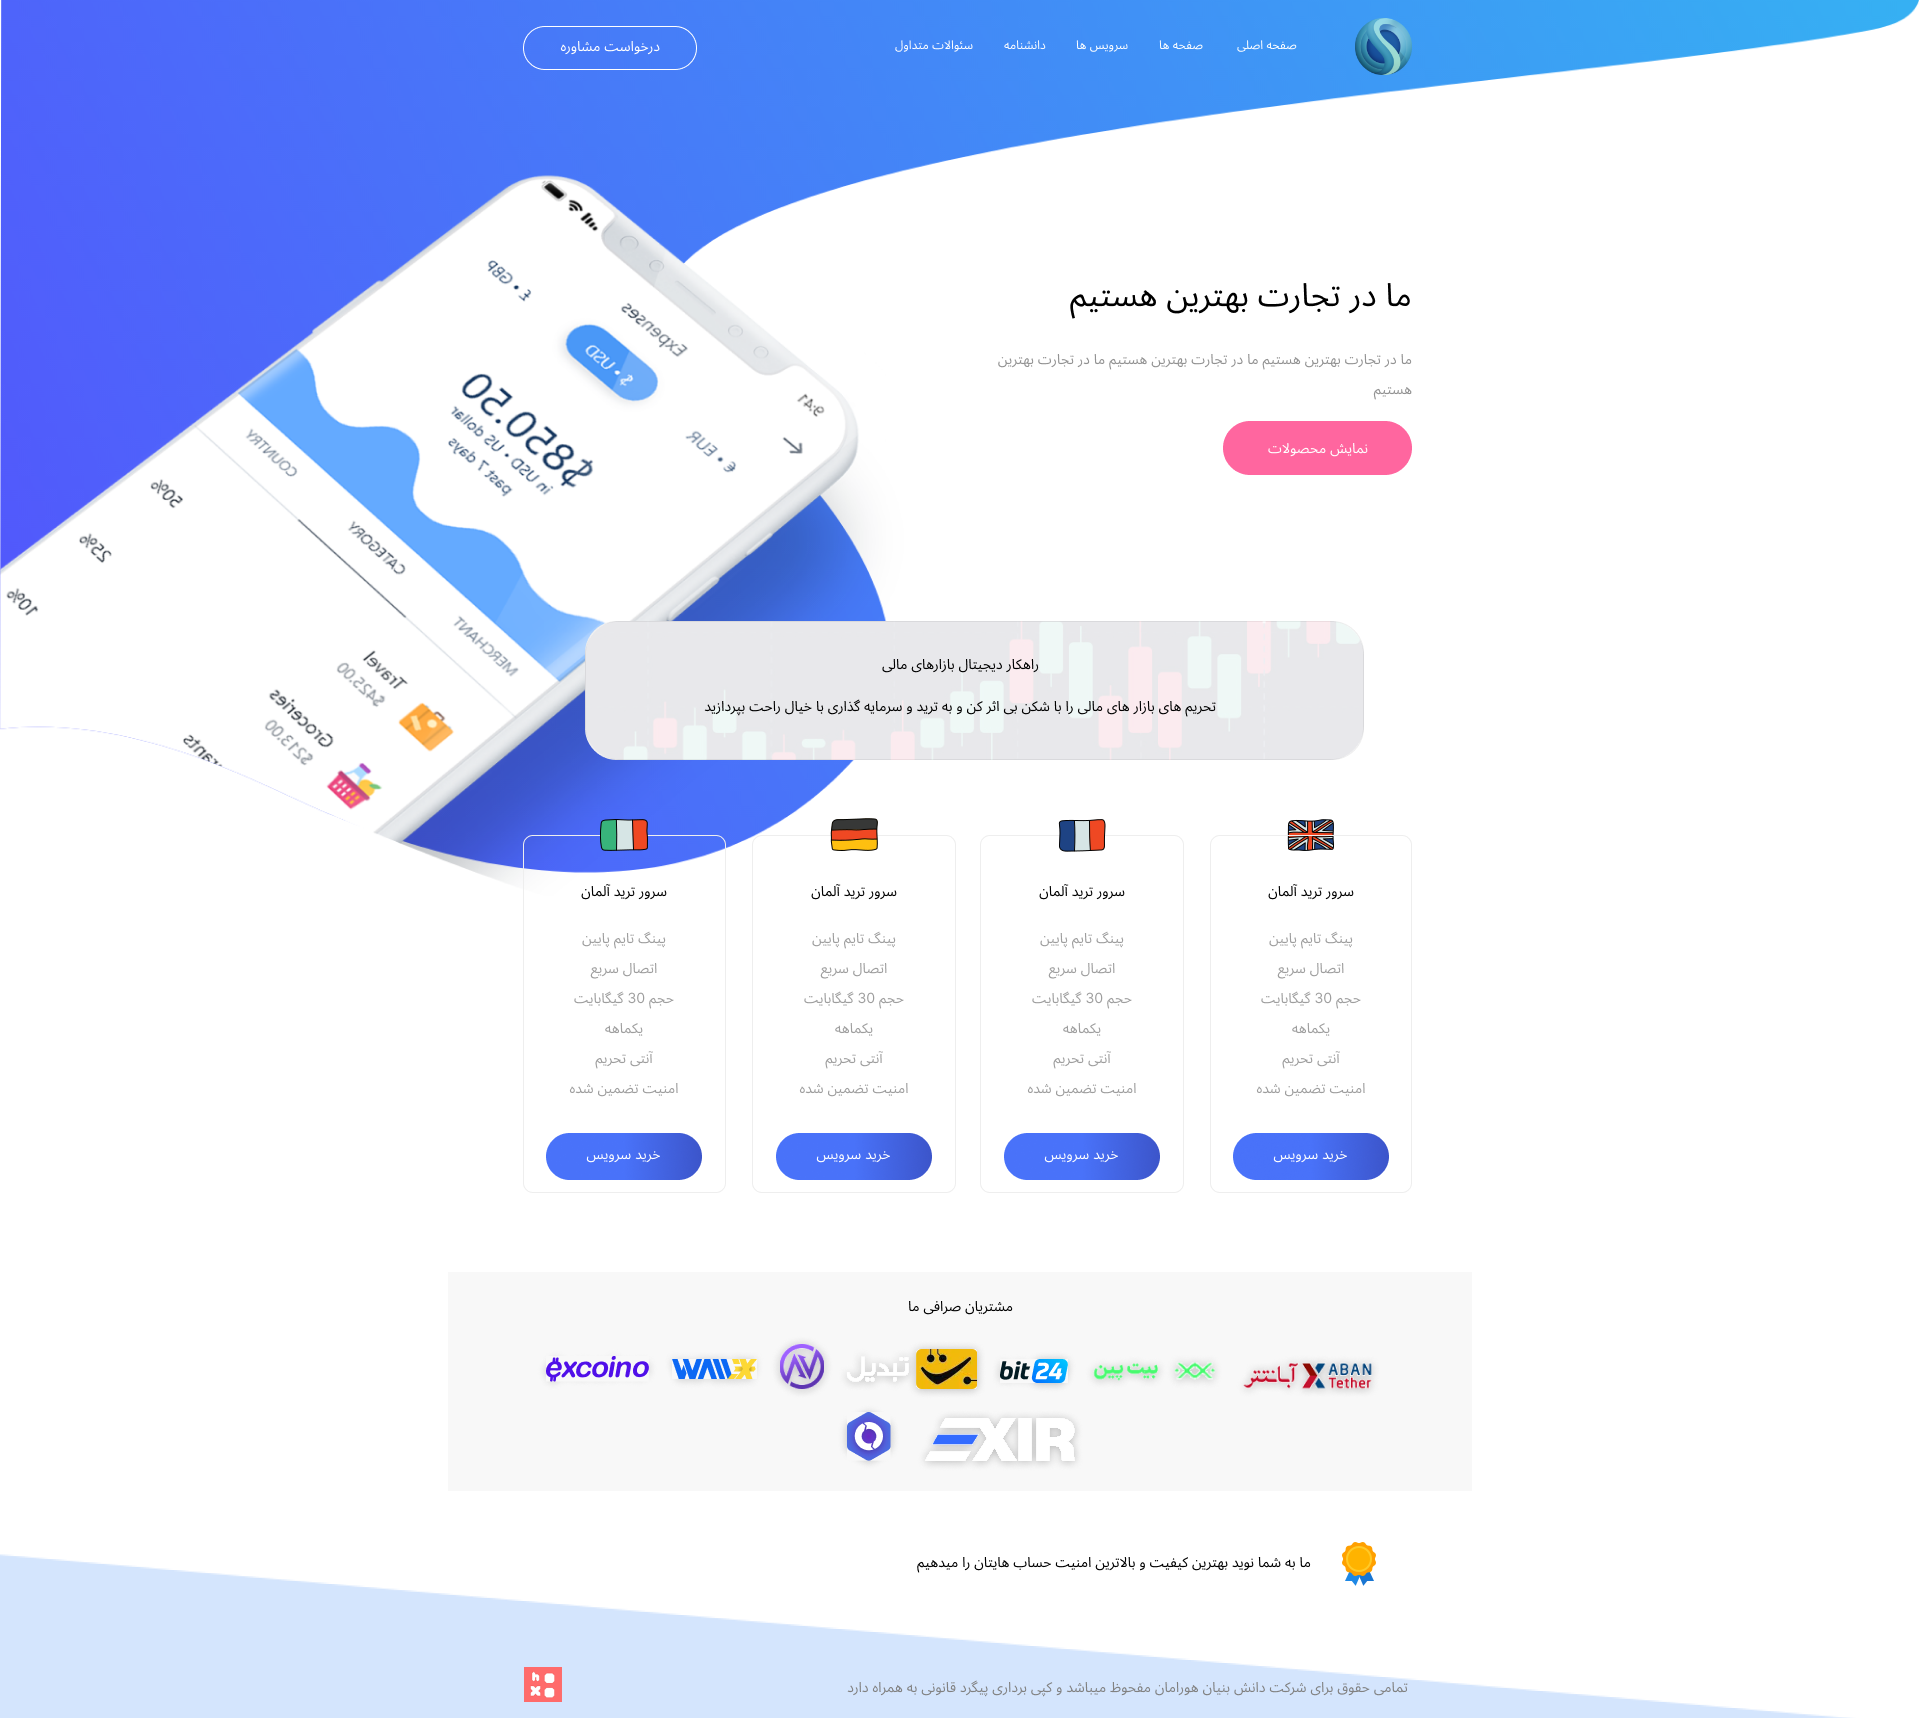 صفحه اصلی
صفحه ها
سرویس ها
دانشنامه
سئوالات متداول
درخواست مشاوره
ما در تجارت بهترین هستیم
ما در تجارت بهترین هستیم ما در تجارت بهترین هستیم ما در تجارت بهترین
هستیم
نمایش محصولات
9:41
Expenses
£ • GBP
$ • USD
€ • EUR
$850.50
in USD • US dollar
past 7 days
COUNTRY
CATEGORY
MERCHANT
50%
25%
10%
Travel
$425.00
Groceries
$213.00
راهکار دیجیتال بازارهای مالی
تحریم های بازار های مالی را با شکن بی اثر کن و به ترید و سرمایه گذاری با خیال راحت بپردازید
سرور ترید آلمان
پینگ تایم پایین
اتصال سریع
حجم 30 گیگابایت
یکماهه
آنتی تحریم
امنیت تضمین شده
خرید سرویس
سرور ترید آلمان
پینگ تایم پایین
اتصال سریع
حجم 30 گیگابایت
یکماهه
آنتی تحریم
امنیت تضمین شده
خرید سرویس
سرور ترید آلمان
پینگ تایم پایین
اتصال سریع
حجم 30 گیگابایت
یکماهه
آنتی تحریم
امنیت تضمین شده
خرید سرویس
سرور ترید آلمان
پینگ تایم پایین
اتصال سریع
حجم 30 گیگابایت
یکماهه
آنتی تحریم
امنیت تضمین شده
خرید سرویس
مشتریان صرافی ما
ABAN
Tether
آبانتتر
بیت پین
bit24
تبدیل
WALLEX
excoino
EXIR
ما به شما نوید بهترین کیفیت و بالاترین امنیت حساب هایتان را میدهیم
تمامی حقوق برای شرکت دانش بنیان هورامان مفحوظ میباشد و کپی برداری پیگرد قانونی به همراه دارد